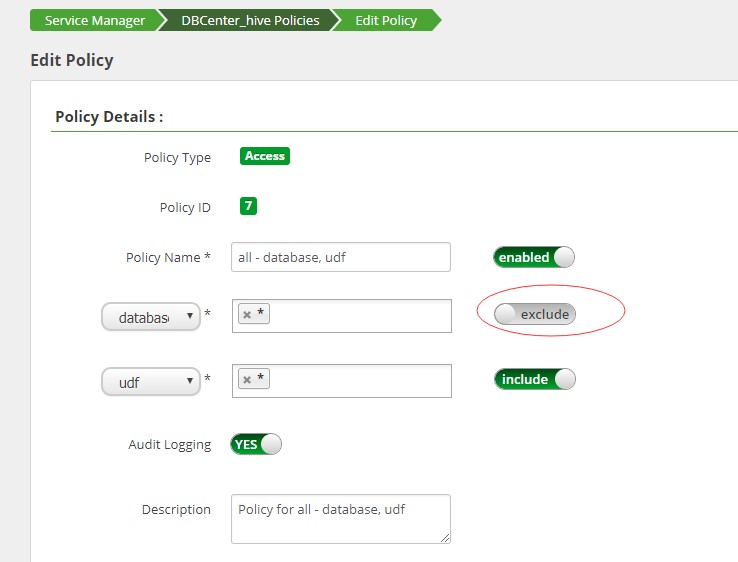 Service Manager DBCenter_hive Policies Edit Policy
Edit Policy
Policy Details :
Policy Type Access
Policy ID 7
Policy Name * all - database, udf enabled
databas * × * exclude
udf * × * include
Audit Logging YES
Description Policy for all - database, udf